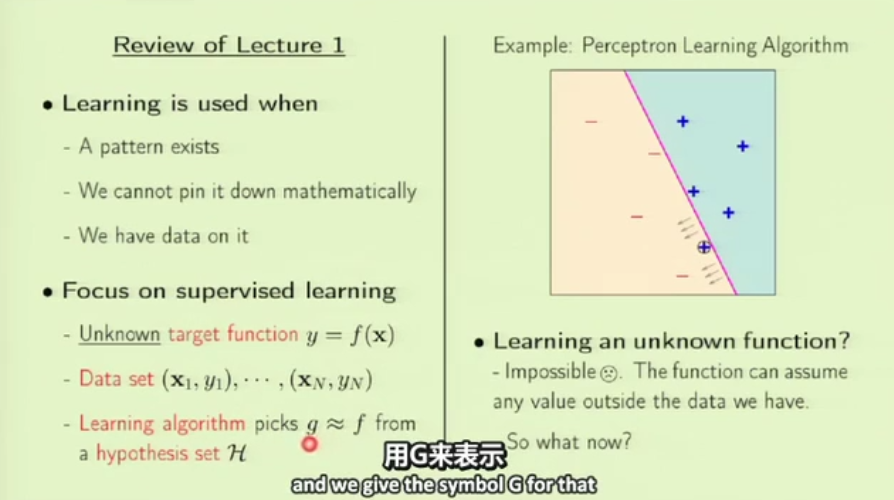 Review of Lecture 1
• Learning is used when
- A pattern exists
- We cannot pin it down mathematically
- We have data on it
• Focus on supervised learning
- Unknown target function y = f(x)
- Data set (x₁, y₁), ⋯ , (x_N, y_N)
- Learning algorithm picks g ≈ f from
a hypothesis set ℋ
Example: Perceptron Learning Algorithm
• Learning an unknown function?
- Impossible ☹. The function can assume
any value outside the data we have.
So what now?
用G来表示
and we give the symbol G for that